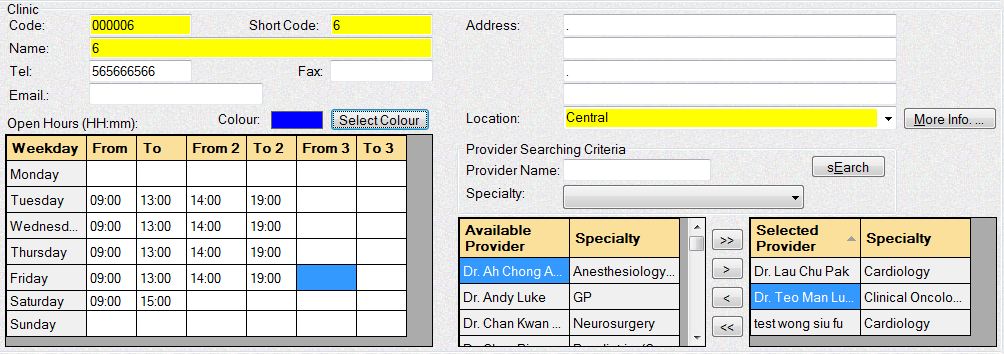 Clinic
Code: 000006 Short Code: 6
Name: 6
Tel: 565666566 Fax:
Email.:
Open Hours (HH:mm): Colour: Select Colour
Weekday From To From 2 To 2 From 3 To 3
Monday
Tuesday 09:00 13:00 14:00 19:00
Wednesd... 09:00 13:00 14:00 19:00
Thursday 09:00 13:00 14:00 19:00
Friday 09:00 13:00 14:00 19:00
Saturday 09:00 15:00
Sunday
Address: .
.
Location: Central More Info. ...
Provider Searching Criteria
Provider Name: sEarch
Specialty:
Available Provider Specialty
Dr. Ah Chong A... Anesthesiology...
Dr. Andy Luke GP
Dr. Chan Kwan ... Neurosurgery
>>
>
<
<<
Selected Provider Specialty
Dr. Lau Chu Pak Cardiology
Dr. Teo Man Lu... Clinical Oncolo...
test wong siu fu Cardiology